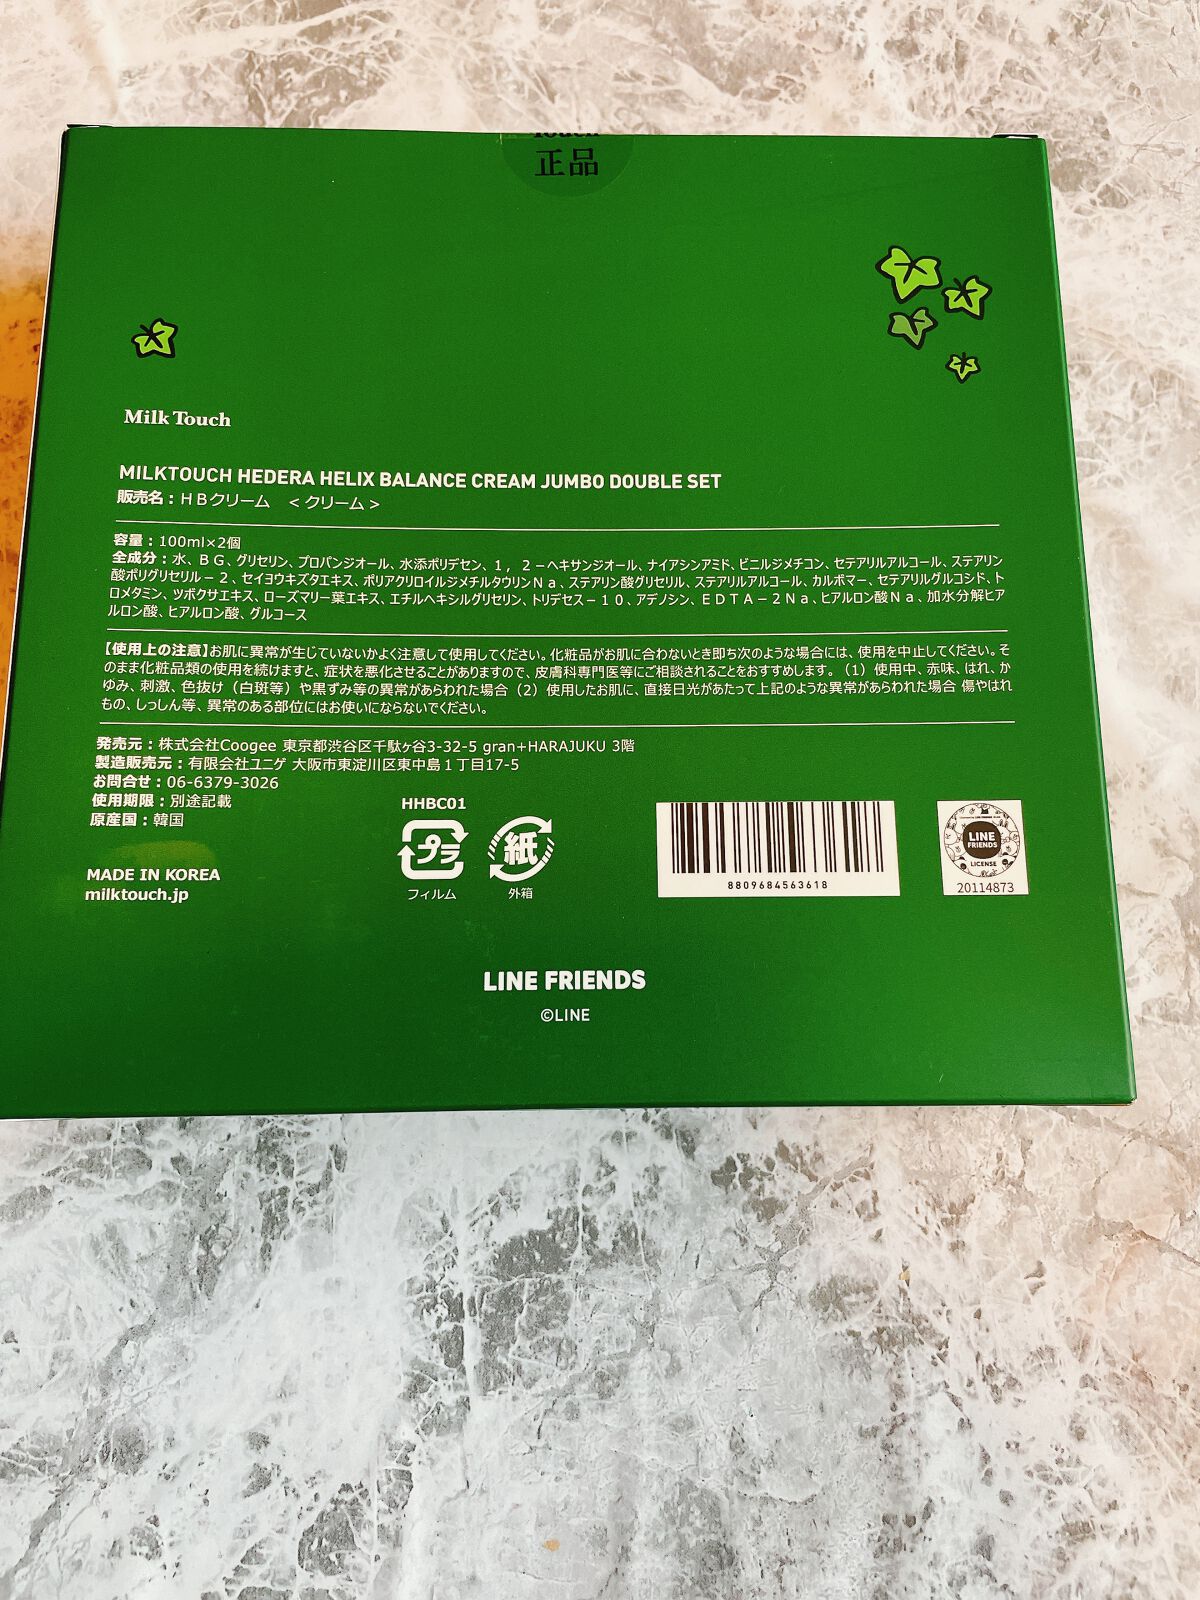 Touch
正品
Milk Touch
MILKTOUCH HEDERA HELIX BALANCE CREAM JUMBO DOUBLE SET
販売名：ＨＢクリーム ＜クリーム＞
容量：100ml×2個
全成分：水、ＢＧ、グリセリン、プロパンジオール、水添ポリデセン、１，２－ヘキサンジオール、ナイアシンアミド、ビニルジメチコン、セテアリルアルコール、ステアリン
酸ポリグリセリル－２、セイヨウキズタエキス、ポリアクリロイルジメチルタウリンＮａ、ステアリン酸グリセリル、ステアリルアルコール、カルボマー、セテアリルグルコシド、ト
ロメタミン、ツボクサエキス、ローズマリー葉エキス、エチルヘキシルグリセリン、トリデセス－１０、アデノシン、ＥＤＴＡ－２Ｎａ、ヒアルロン酸Ｎａ、加水分解ヒア
ルロン酸、ヒアルロン酸、グルコース
【使用上の注意】お肌に異常が生じていないかよく注意して使用してください。化粧品がお肌に合わないとき即ち次のような場合には、使用を中止してください。そ
のまま化粧品類の使用を続けますと、症状を悪化させることがありますので、皮膚科専門医等にご相談されることをおすすめします。（1）使用中、赤味、はれ、か
ゆみ、刺激、色抜け（白斑等）や黒ずみ等の異常があらわれた場合（2）使用したお肌に、直接日光があたって上記のような異常があらわれた場合 傷やはれ
もの、しっしん等、異常のある部位にはお使いにならないでください。
発売元：株式会社Coogee 東京都渋谷区千駄ヶ谷3-32-5 gran+HARAJUKU 3階
製造販売元：有限会社ユニゲ 大阪市東淀川区東中島１丁目17-5
お問合せ：06-6379-3026
使用期限：別途記載
原産国：韓国
MADE IN KOREA
milktouch.jp
HHBC01
プラ
フィルム
紙
外箱
8809684563618
LINE
FRIENDS
LICENSE
20114873
LINE FRIENDS
©LINE